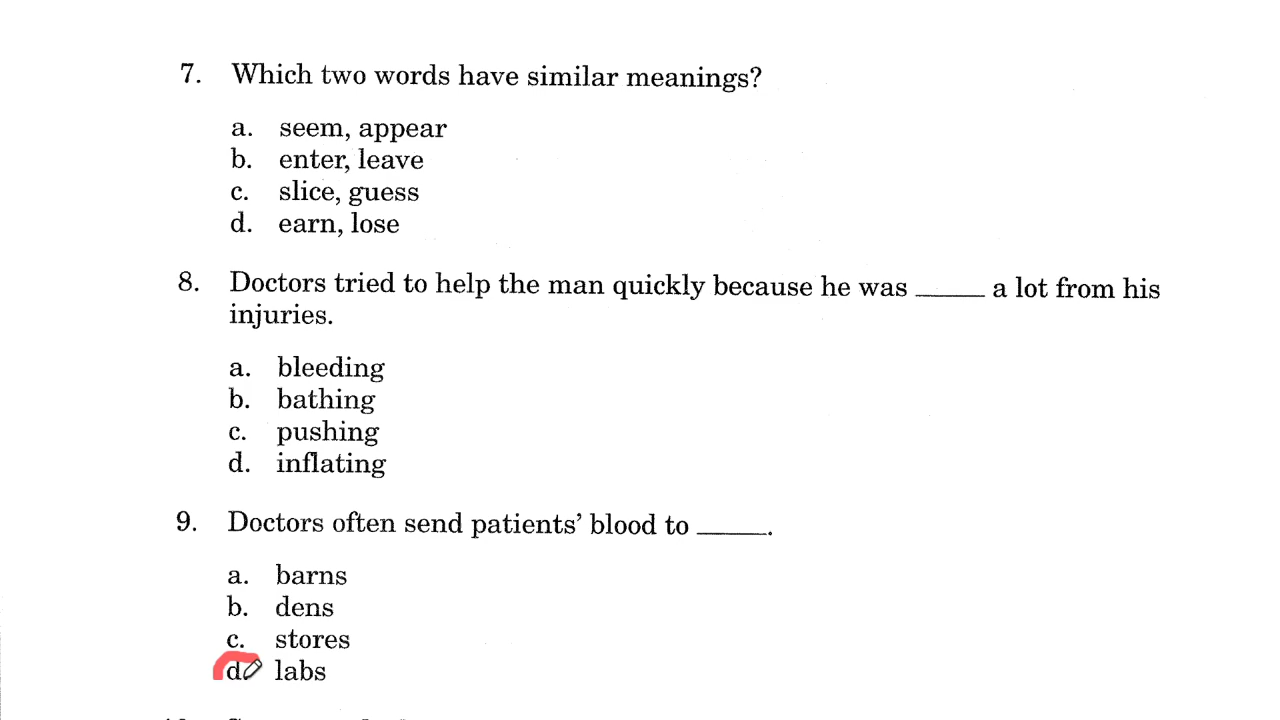 7. Which two words have similar meanings?
a. seem, appear
b. enter, leave
c. slice, guess
d. earn, lose
8. Doctors tried to help the man quickly because he was _____ a lot from his
injuries.
a. bleeding
b. bathing
c. pushing
d. inflating
9. Doctors often send patients’ blood to _____.
a. barns
b. dens
c. stores
d. labs